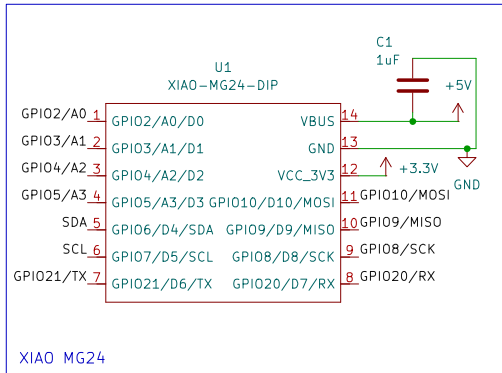 C1
1uF
+5V
U1
XIAO-MG24-DIP
GPIO2/A0 1 GPIO2/A0/D0 VBUS 14
GPIO3/A1 2 GPIO3/A1/D1 GND 13
GPIO4/A2 3 GPIO4/A2/D2 VCC_3V3 12 +3.3V
GND
GPIO5/A3 4 GPIO5/A3/D3 GPIO10/D10/MOSI 11 GPIO10/MOSI
SDA 5 GPIO6/D4/SDA GPIO9/D9/MISO 10 GPIO9/MISO
SCL 6 GPIO7/D5/SCL GPIO8/D8/SCK 9 GPIO8/SCK
GPIO21/TX 7 GPIO21/D6/TX GPIO20/D7/RX 8 GPIO20/RX
XIAO MG24